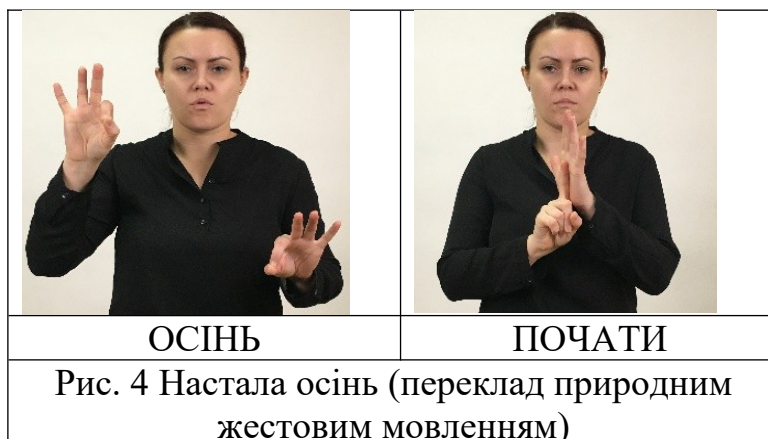 ОСІНЬ
ПОЧАТИ
Рис. 4 Настала осінь (переклад природним
жестовим мовленням)